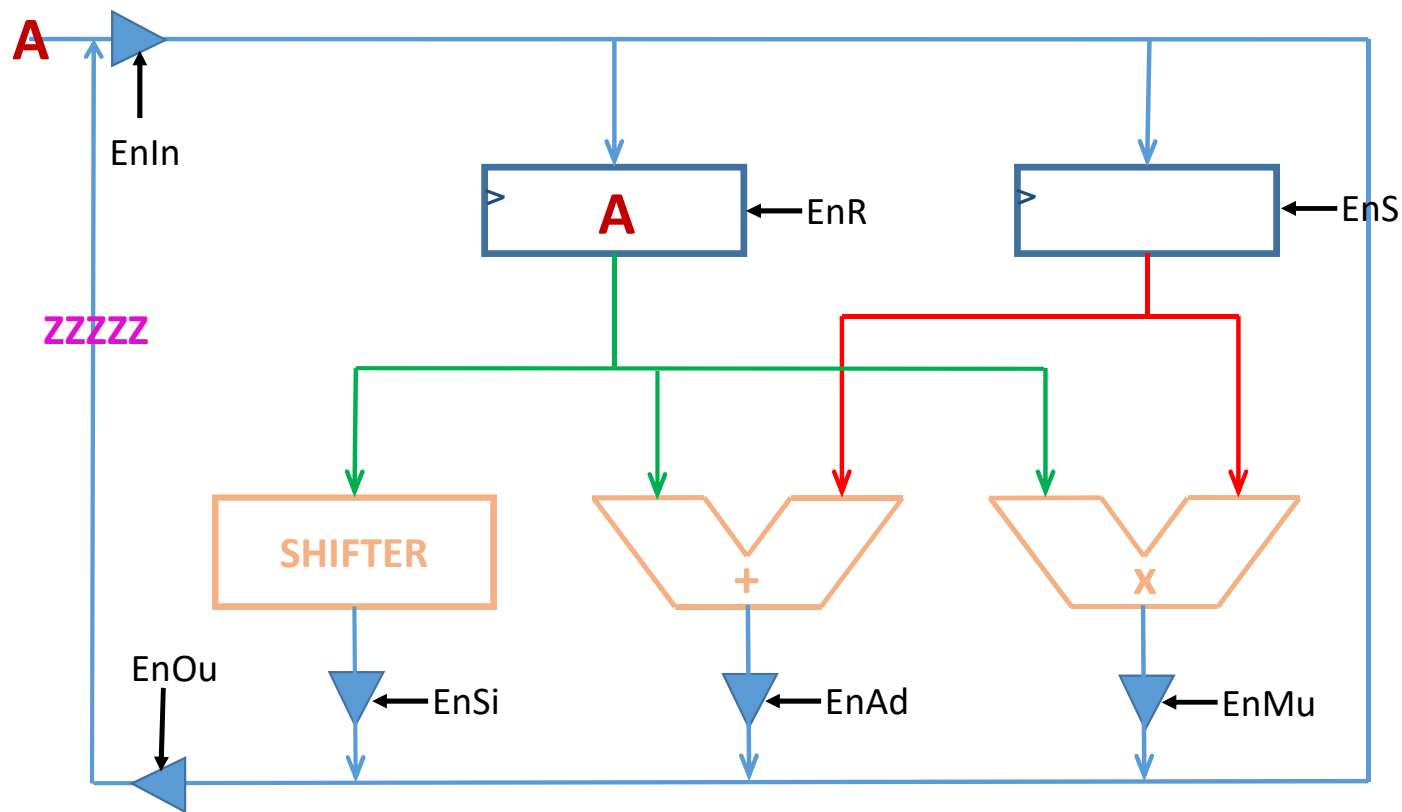 A
EnIn
A
EnR
EnS
ZZZZZ
SHIFTER
+
x
EnOu
EnSi
EnAd
EnMu